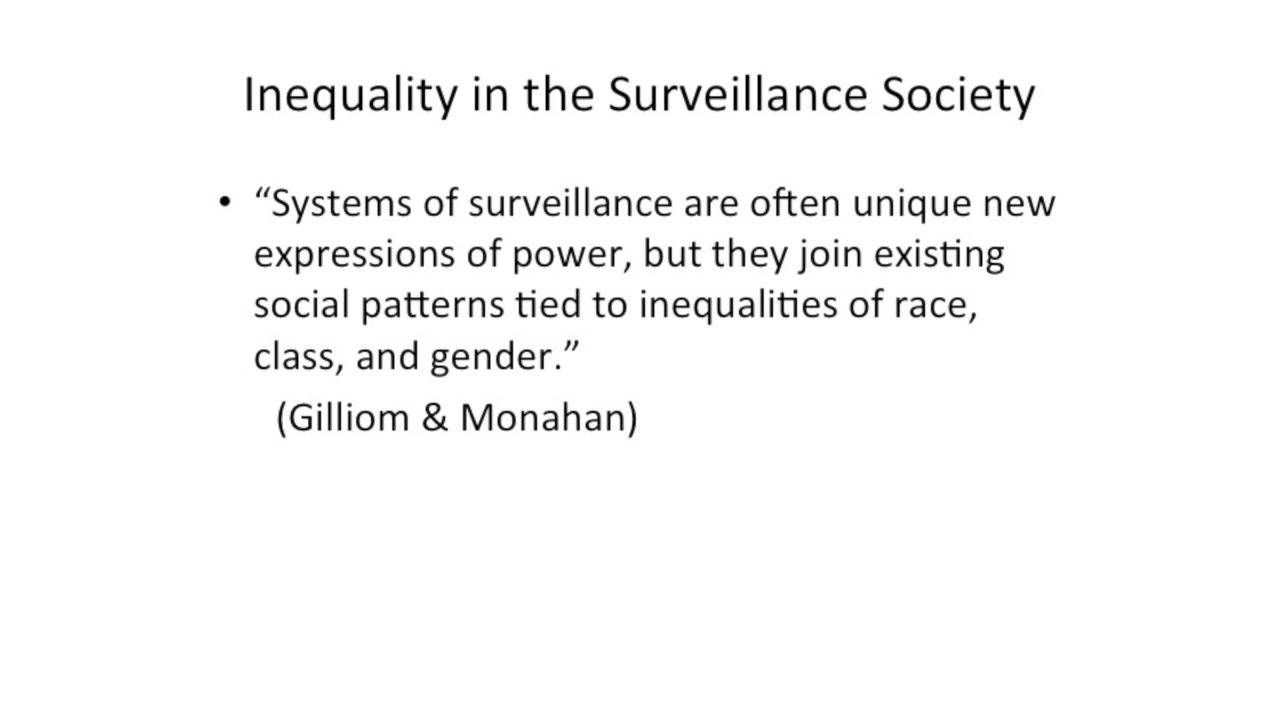 Inequality in the Surveillance Society
• “Systems of surveillance are often unique new
expressions of power, but they join existing
social patterns tied to inequalities of race,
class, and gender.”
(Gilliom & Monahan)